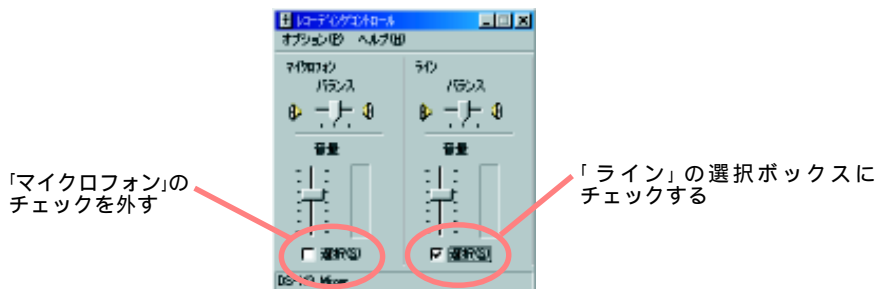 レコーディングコントロール
オプション(P) ヘルプ(H)
マイクロフォン
バランス
音量
選択(S)
ライン
バランス
音量
選択(S)
「マイクロフォン」の
チェックを外す
「ライン」の選択ボックスに
チェックする